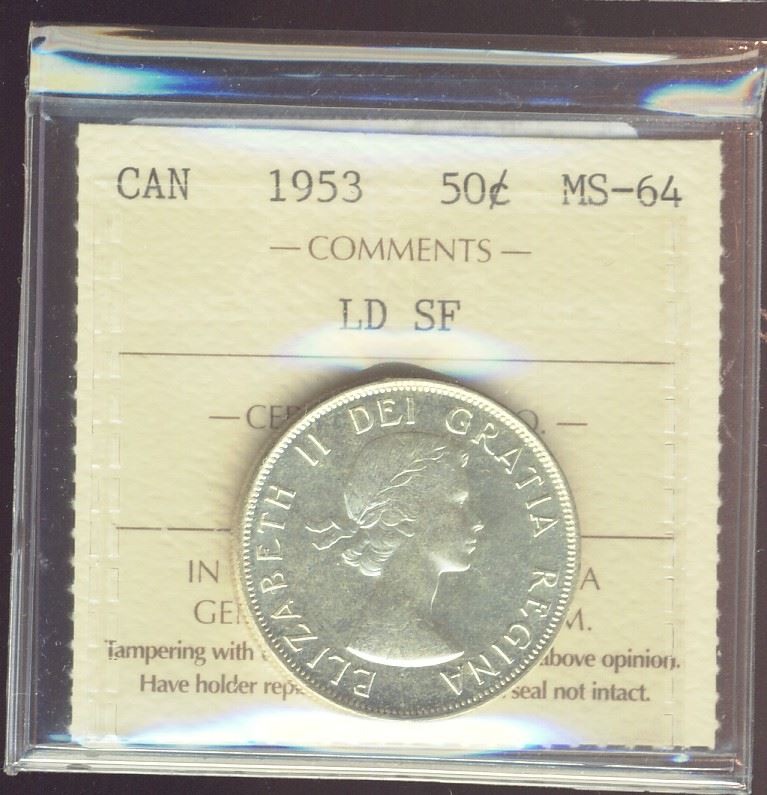 CAN 1953 50¢ MS-64
— COMMENTS —
LD SF
ELIZABETH II DEI GRATIA REGINA
IN
Tampering with above opinion.
Have holder seal not intact.